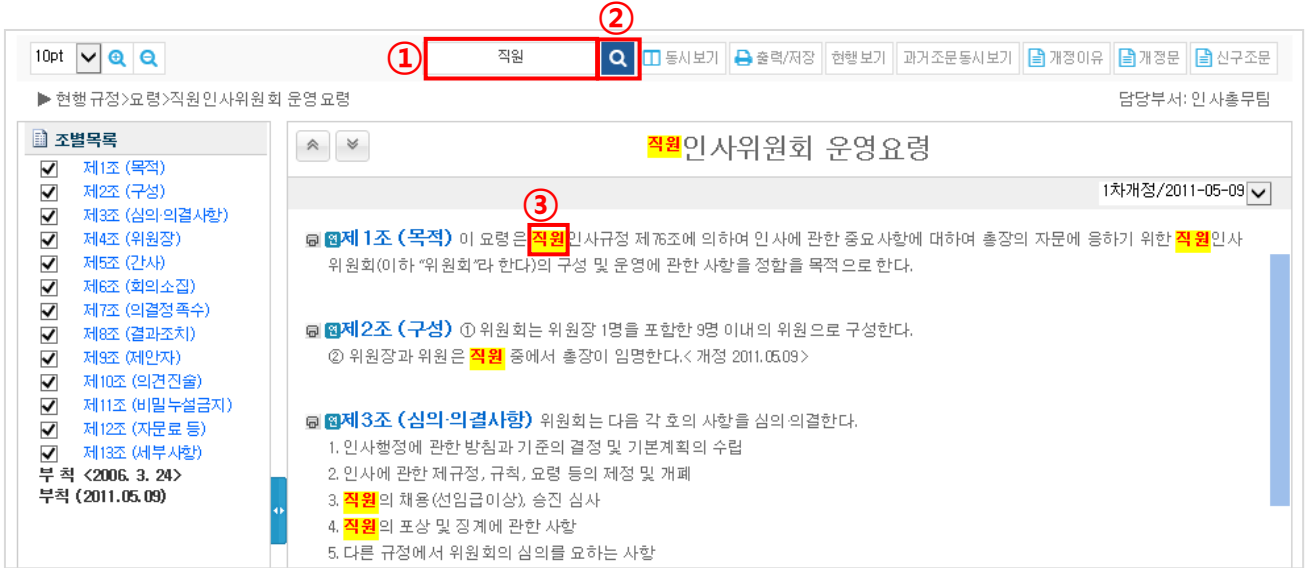 ②
10pt ① 직원 동시보기 출력/저장 현행보기 과거조문동시보기 개정이유 개정문 신구조문
▶ 현행규정>요령>직원인사위원회 운영요령 담당부서: 인사총무팀
조별목록
제1조 (목적)
제2조 (구성)
제3조 (심의·의결사항)
제4조 (위원장)
제5조 (간사)
제6조 (회의소집)
제7조 (의결정족수)
제8조 (결과조치)
제9조 (제안자)
제10조 (의견진술)
제11조 (비밀누설금지)
제12조 (자문료 등)
제13조 (세부사항)
부 칙 <2006. 3. 24>
부칙 (2011.05.09)
직원인사위원회 운영요령
1차개정/2011-05-09
③
연 제1조 (목적) 이 요령은 직원인사규정 제76조에 의하여 인사에 관한 중요사항에 대하여 총장의 자문에 응하기 위한 직원인사
위원회(이하 “위원회”라 한다)의 구성 및 운영에 관한 사항을 정함을 목적으로 한다.
연 제2조 (구성) ① 위원회는 위원장 1명을 포함한 9명 이내의 위원으로 구성한다.
② 위원장과 위원은 직원 중에서 총장이 임명한다.< 개정 2011.05.09>
연 제3조 (심의·의결사항) 위원회는 다음 각 호의 사항을 심의·의결한다.
1. 인사행정에 관한 방침과 기준의 결정 및 기본계획의 수립
2. 인사에 관한 제규정, 규칙, 요령 등의 제정 및 개폐
3. 직원의 채용(선임급이상), 승진 심사
4. 직원의 포상 및 징계에 관한 사항
5. 다른 규정에서 위원회의 심의를 요하는 사항